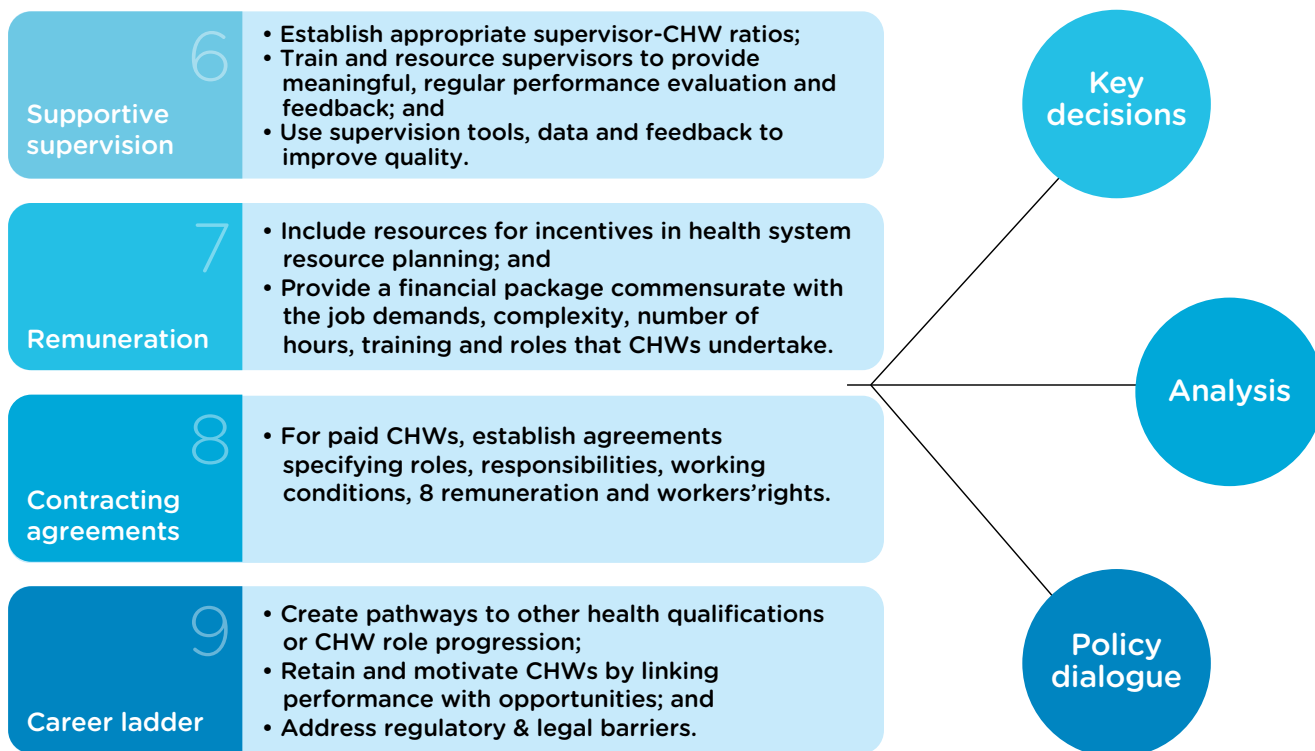 6
Supportive
supervision
• Establish appropriate supervisor-CHW ratios;
• Train and resource supervisors to provide
meaningful, regular performance evaluation and
feedback; and
• Use supervision tools, data and feedback to
improve quality.
7
Remuneration
• Include resources for incentives in health system
resource planning; and
• Provide a financial package commensurate with
the job demands, complexity, number of
hours, training and roles that CHWs undertake.
8
Contracting
agreements
• For paid CHWs, establish agreements
specifying roles, responsibilities, working
conditions, 8 remuneration and workers'rights.
9
Career ladder
• Create pathways to other health qualifications
or CHW role progression;
• Retain and motivate CHWs by linking
performance with opportunities; and
• Address regulatory & legal barriers.
Key
decisions
Analysis
Policy
dialogue